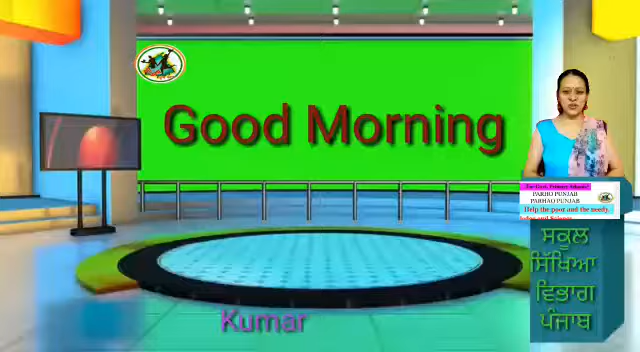 Good Morning
For Govt. Primary Schools*
PARHO PUNJAB
PARHAO PUNJAB
Help the poor and the needy.
ਸਕੂਲ
ਸਿੱਖਿਆ
ਵਿਭਾਗ
ਪੰਜਾਬ
Kumar